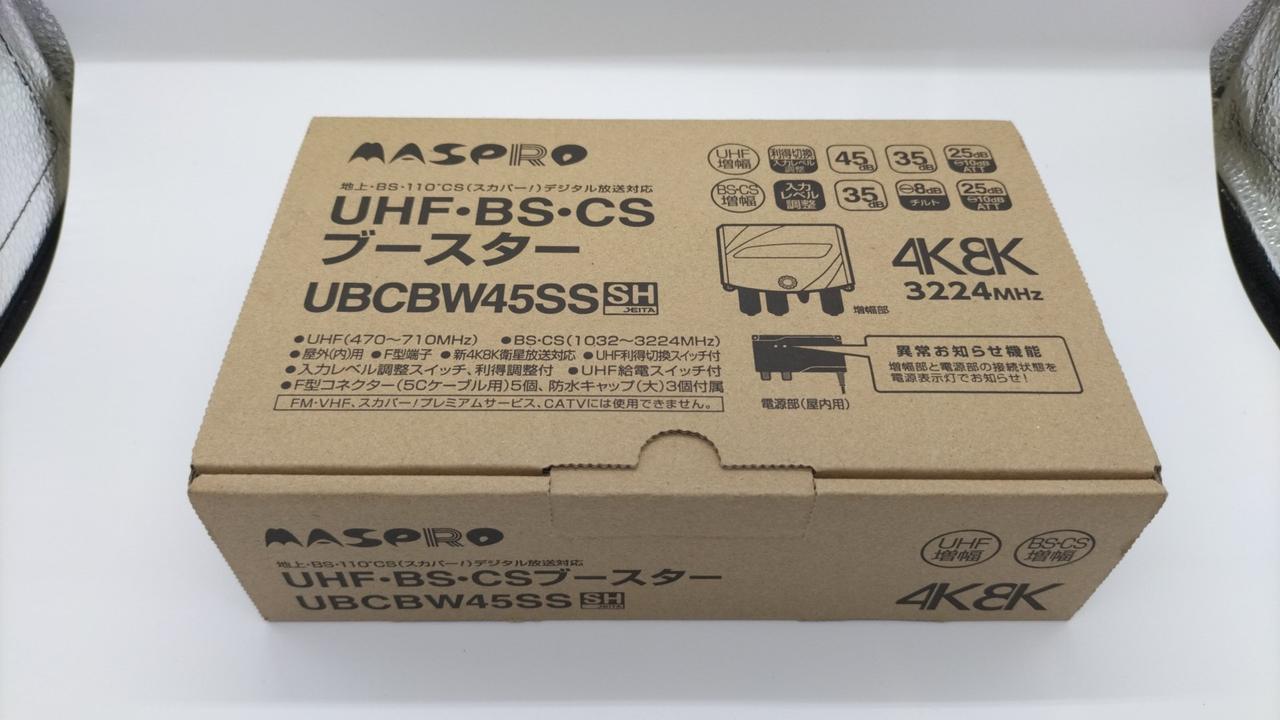 MASPRO
地上・BS・110°CS(スカパー!)デジタル放送対応
UHF・BS・CS
ブースター
UBCBW45SS SH JEITA
UHF増幅 利得切換 入力レベル調整 45dB 35dB 25dB ⊖10dB ATT
BS・CS増幅 入力レベル調整 35dB ⊖8dB チルト 25dB ⊖10dB ATT
4K8K
3224MHz
増幅部
●UHF(470〜710MHz) ●BS・CS(1032〜3224MHz)
●屋外(内)用 ●F型端子 ●新4K8K衛星放送対応 ●UHF利得切換スイッチ付
●入力レベル調整スイッチ、利得調整付 ●UHF給電スイッチ付
●F型コネクター(5Cケーブル用)5個、防水キャップ(大)3個付属
FM・VHF、スカパー!プレミアムサービス、CATVには使用できません。
異常お知らせ機能
増幅部と電源部の接続状態を
電源表示灯でお知らせ!
電源部(屋内用)
MASPRO
地上・BS・110°CS(スカパー!)デジタル放送対応
UHF・BS・CSブースター
UBCBW45SS SH JEITA
UHF増幅 BS・CS増幅
4K8K